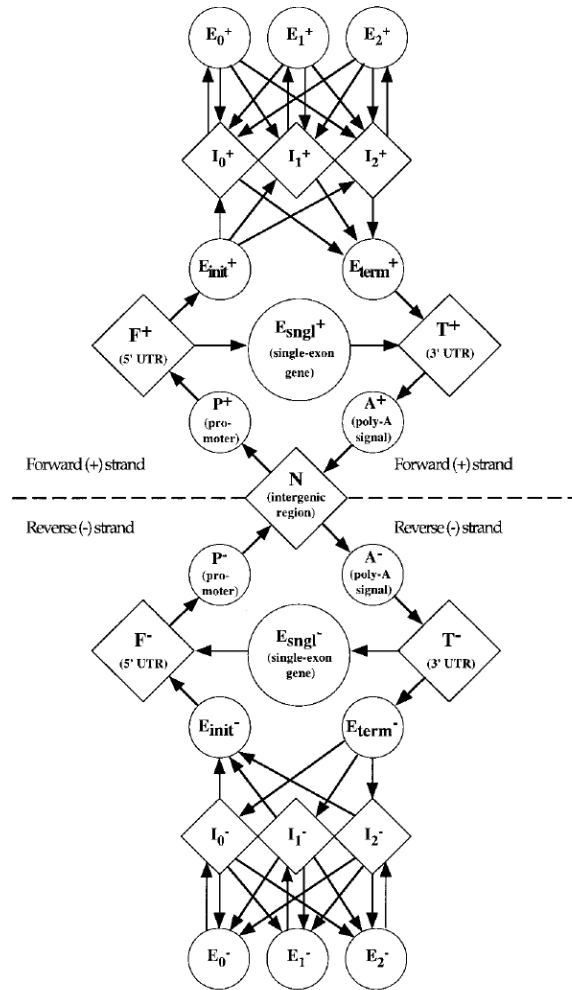 E0+ E1+ E2+
I0+ I1+ I2+
Einit+ Eterm+
F+ Esngl+ T+
(5' UTR) (single-exon (3' UTR)
gene)
P+ A+
(pro- (poly-A
moter) signal)
Forward (+) strand N Forward (+) strand
(intergenic
region)
Reverse (-) strand Reverse (-) strand
P- A-
(pro- (poly-A
moter) signal)
F- Esngl- T-
(5' UTR) (single-exon (3' UTR)
gene)
Einit- Eterm-
I0- I1- I2-
E0- E1- E2-